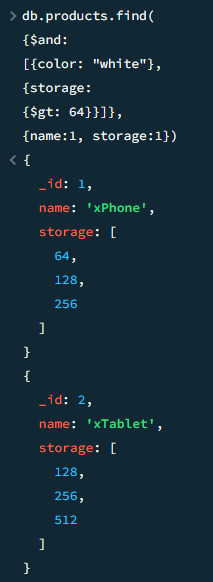 > db.products.find(
{$and:
[{color: "white"},
{storage:
{$gt: 64}}]},
{name:1, storage:1})
< {
_id: 1,
name: 'xPhone',
storage: [
64,
128,
256
]
}
{
_id: 2,
name: 'xTablet',
storage: [
128,
256,
512
]
}